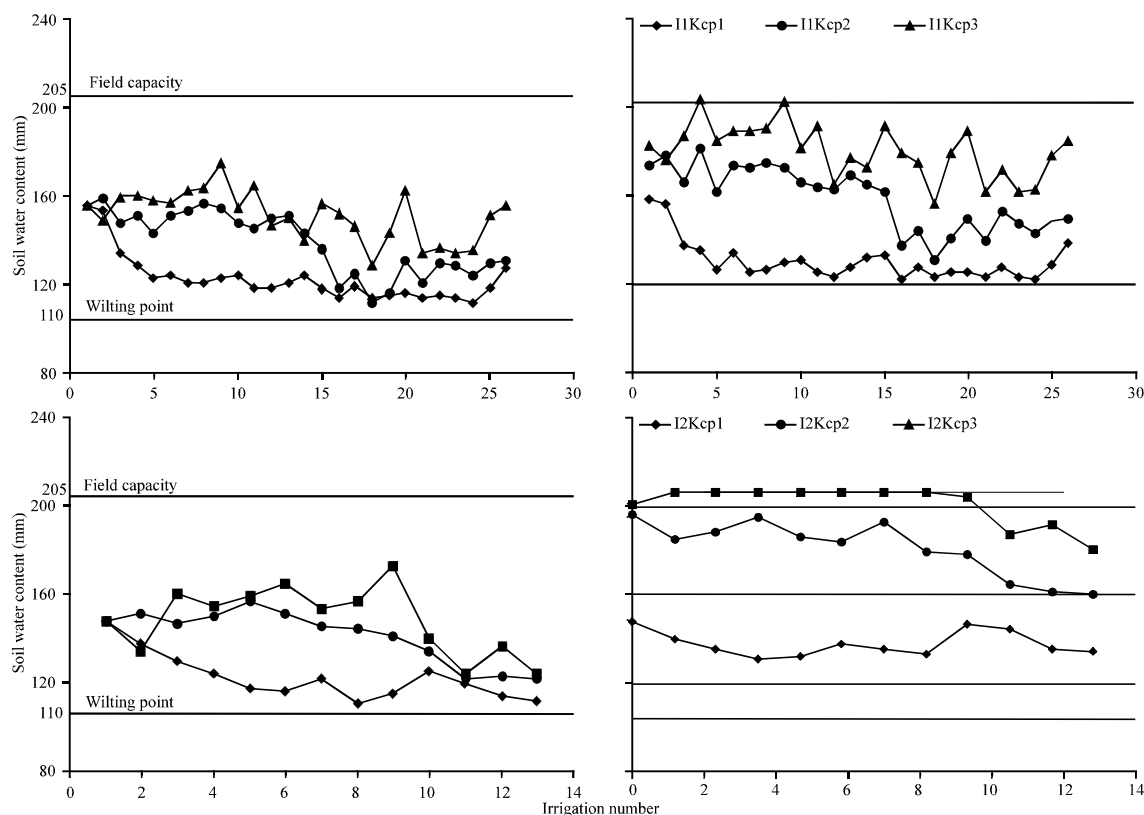 240
205
200
160
120
110
80
Soil water content (mm)
Field capacity
Wilting point
0 5 10 15 20 25 30
I1Kcp1 I1Kcp2 I1Kcp3
0 5 10 15 20 25 30
240
205
200
160
120
110
80
Soil water content (mm)
Field capacity
Wilting point
0 2 4 6 8 10 12 14
I2Kcp1 I2Kcp2 I2Kcp3
0 2 4 6 8 10 12 14
Irrigation number